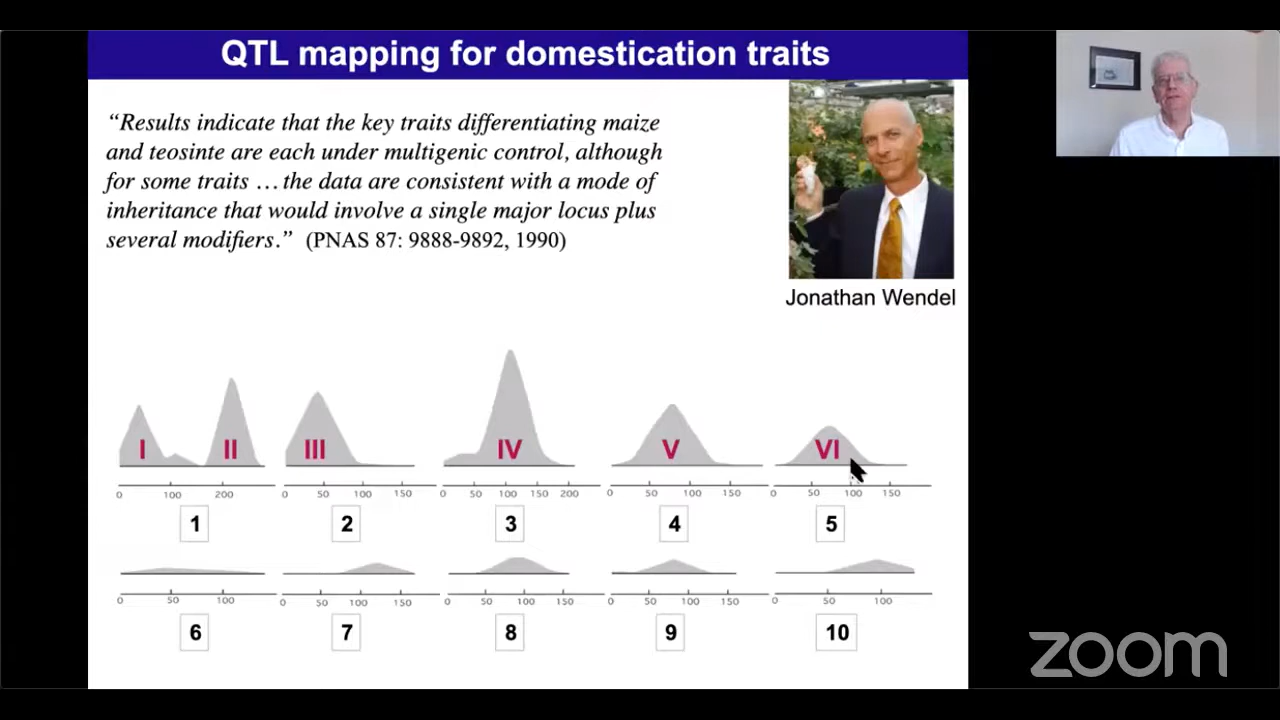 QTL mapping for domestication traits
“Results indicate that the key traits differentiating maize
and teosinte are each under multigenic control, although
for some traits …the data are consistent with a mode of
inheritance that would involve a single major locus plus
several modifiers.” (PNAS 87: 9888-9892, 1990)
Jonathan Wendel
I II III IV V VI
0 100 200 0 50 100 150 0 50 100 150 200 0 50 100 150 0 50 100 150
1 2 3 4 5
0 50 100 0 50 100 150 0 50 100 150 0 50 100 150 0 50 100
6 7 8 9 10
zoom